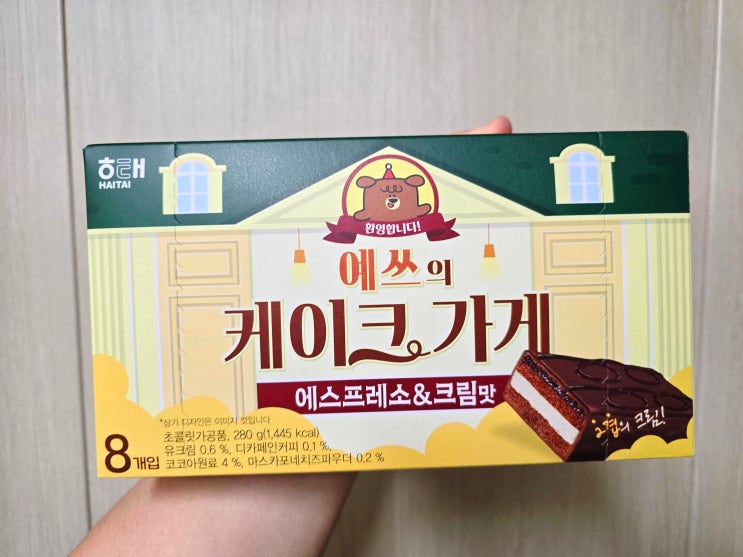 해태
HAITAI
환영합니다!
예쓰의
케이크 가게
에스프레소&크림맛
*상기 디자인은 이미지 컷입니다
초콜릿가공품, 280 g(1,445 kcal)
유크림 0.6 %, 디카페인커피 0.1 %,
코코아원료 4 %, 마스카포네치즈파우더 0.2 %
8개입
2겹의 크림!